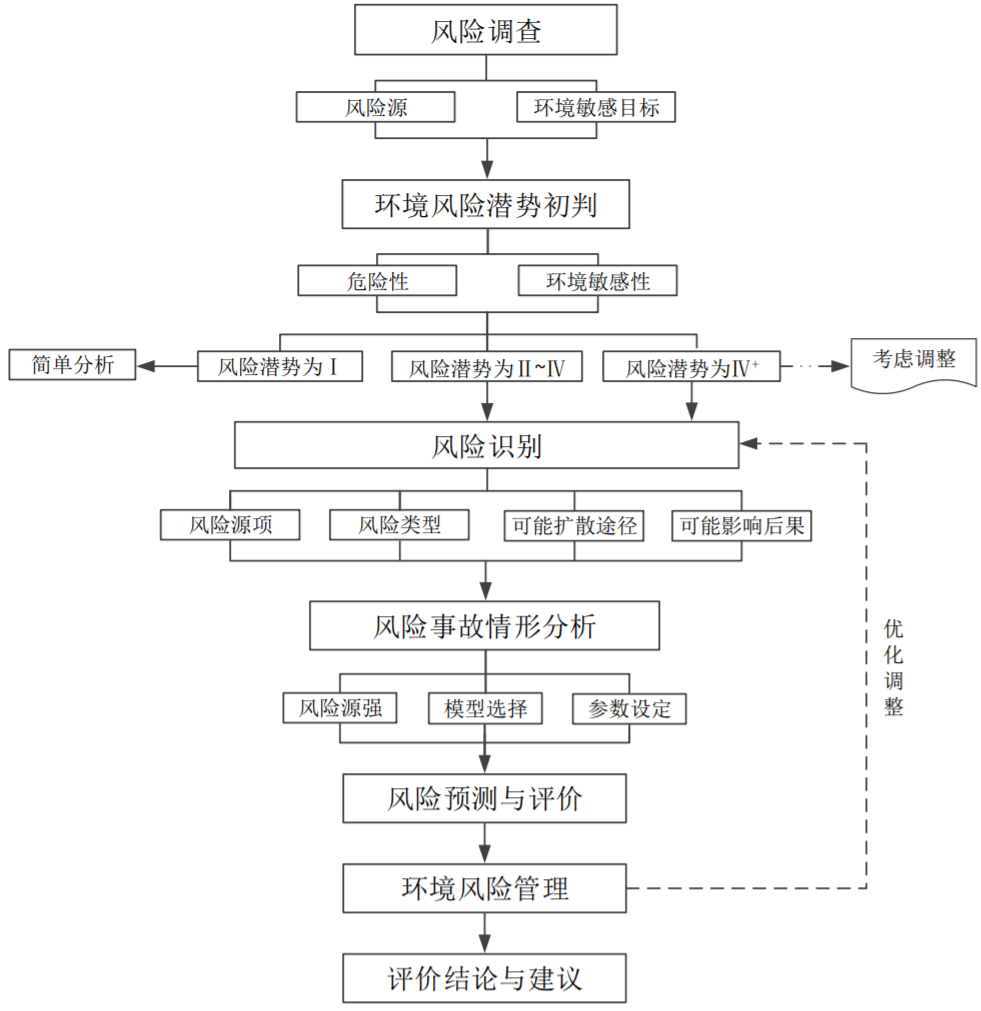 风险调查
风险源
环境敏感目标
环境风险潜势初判
危险性
环境敏感性
简单分析
风险潜势为Ⅰ
风险潜势为Ⅱ~Ⅳ
风险潜势为Ⅳ⁺
考虑调整
风险识别
风险源项
风险类型
可能扩散途径
可能影响后果
风险事故情形分析
优化调整
风险源强
模型选择
参数设定
风险预测与评价
环境风险管理
评价结论与建议